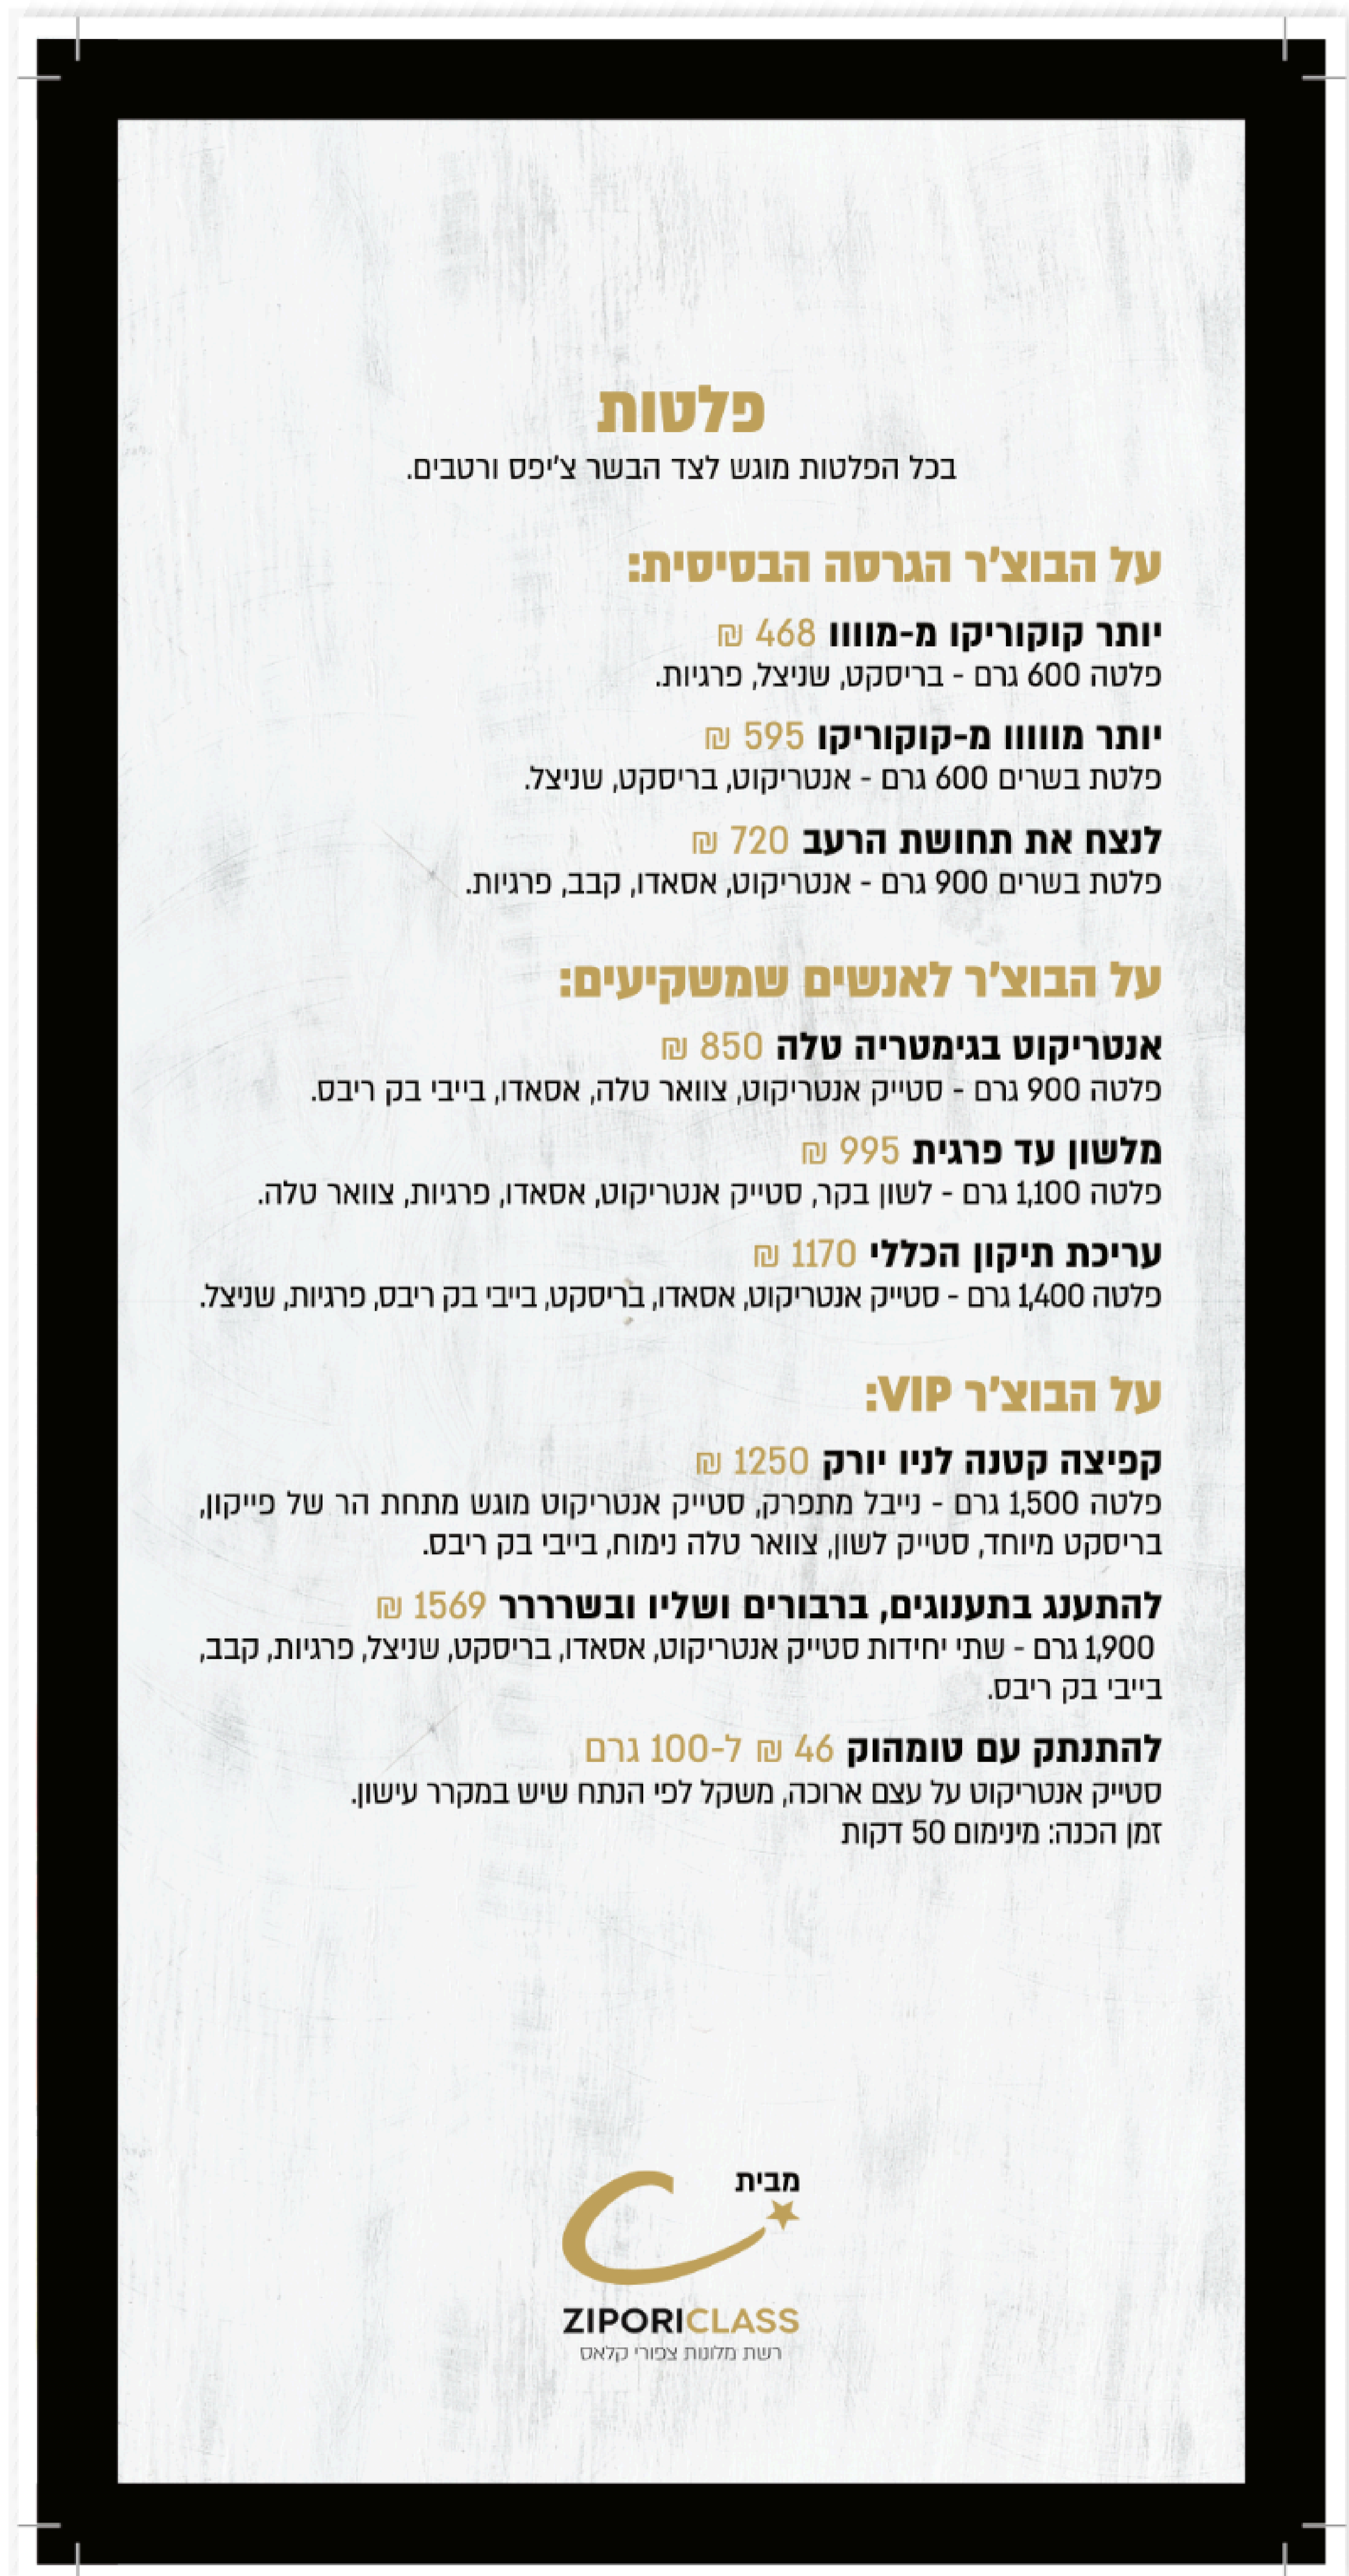 פלטות
בכל הפלטות מוגש לצד הבשר צ'יפס ורטבים.
על הבוצ'ר הגרסה הבסיסית:
יותר קוקוריקו מ-מוווו 468 ₪
פלטה 600 גרם - בריסקט, שניצל, פרגיות.
יותר מווווו מ-קוקוריקו 595 ₪
פלטת בשרים 600 גרם - אנטריקוט, בריסקט, שניצל.
לנצח את תחושת הרעב 720 ₪
פלטת בשרים 900 גרם - אנטריקוט, אסאדו, קבב, פרגיות.
על הבוצ'ר לאנשים שמשקיעים:
אנטריקוט בגימטריה טלה 850 ₪
פלטה 900 גרם - סטייק אנטריקוט, צוואר טלה, אסאדו, בייבי בק ריבס.
מלשון עד פרגית 995 ₪
פלטה 1,100 גרם - לשון בקר, סטייק אנטריקוט, אסאדו, פרגיות, צוואר טלה.
עריכת תיקון הכללי 1170 ₪
פלטה 1,400 גרם - סטייק אנטריקוט, אסאדו, בריסקט, בייבי בק ריבס, פרגיות, שניצל.
על הבוצ'ר VIP:
קפיצה קטנה לניו יורק 1250 ₪
פלטה 1,500 גרם - נייבל מתפרק, סטייק אנטריקוט מוגש מתחת הר של פייקון,
בריסקט מיוחד, סטייק לשון, צוואר טלה נימוח, בייבי בק ריבס.
להתענג בתענוגים, ברבורים ושליו ובשרררר 1569 ₪
1,900 גרם - שתי יחידות סטייק אנטריקוט, אסאדו, בריסקט, שניצל, פרגיות, קבב,
בייבי בק ריבס.
להתנתק עם טומהוק 46 ₪ ל-100 גרם
סטייק אנטריקוט על עצם ארוכה, משקל לפי הנתח שיש במקרר עישון.
זמן הכנה: מינימום 50 דקות
מבית
ZIPORICLASS
רשת מלונות צפורי קלאס